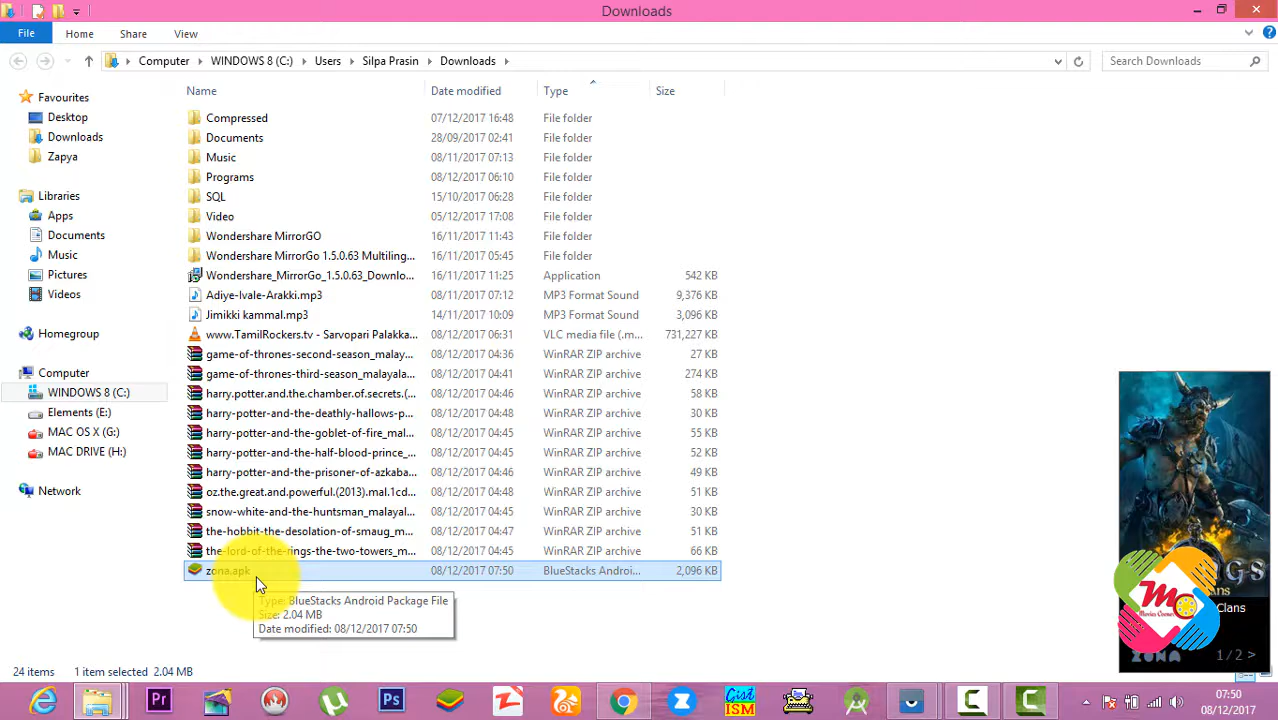 Downloads
File Home Share View
Computer WINDOWS 8 (C:) Users Silpa Prasin Downloads Search Downloads
Name Date modified Type Size
Favourites
Desktop
Downloads
Zapya
Libraries
Apps
Documents
Music
Pictures
Videos
Homegroup
Computer
WINDOWS 8 (C:)
Elements (E:)
MAC OS X (G:)
MAC DRIVE (H:)
Network
Compressed 07/12/2017 16:48 File folder
Documents 28/09/2017 02:41 File folder
Music 08/11/2017 07:13 File folder
Programs 08/12/2017 06:10 File folder
SQL 15/10/2017 06:28 File folder
Video 05/12/2017 17:08 File folder
Wondershare MirrorGO 16/11/2017 11:43 File folder
Wondershare MirrorGo 1.5.0.63 Multiling... 16/11/2017 05:45 File folder
Wondershare_MirrorGo_1.5.0.63_Downlo... 16/11/2017 11:25 Application 542 KB
Adiye-Ivale-Arakki.mp3 08/11/2017 07:12 MP3 Format Sound 9,376 KB
Jimikki kammal.mp3 14/11/2017 10:09 MP3 Format Sound 3,096 KB
www.TamilRockers.tv - Sarvopari Palakka... 08/12/2017 06:31 VLC media file (.m... 731,227 KB
game-of-thrones-second-season_malay... 08/12/2017 04:36 WinRAR ZIP archive 27 KB
game-of-thrones-third-season_malayala... 08/12/2017 04:41 WinRAR ZIP archive 274 KB
harry.potter.and.the.chamber.of.secrets.(... 08/12/2017 04:43 WinRAR ZIP archive 58 KB
harry-potter-and-the-deathly-hallows-p... 08/12/2017 04:48 WinRAR ZIP archive 30 KB
harry-potter-and-the-goblet-of-fire_mal... 08/12/2017 04:45 WinRAR ZIP archive 55 KB
harry-potter-and-the-half-blood-prince_... 08/12/2017 04:45 WinRAR ZIP archive 52 KB
harry-potter-and-the-prisoner-of-azkaba... 08/12/2017 04:46 WinRAR ZIP archive 49 KB
oz.the.great.and.powerful.(2013).mal.1cd... 08/12/2017 04:48 WinRAR ZIP archive 51 KB
snow-white-and-the-huntsman_malayal... 08/12/2017 04:45 WinRAR ZIP archive 30 KB
the-hobbit-the-desolation-of-smaug_m... 08/12/2017 04:47 WinRAR ZIP archive 51 KB
the-lord-of-the-rings-the-two-towers_m... 08/12/2017 04:45 WinRAR ZIP archive 66 KB
zona.apk 08/12/2017 07:50 BlueStacks Androi... 2,096 KB
Type: BlueStacks Android Package File
Size: 2.04 MB
Date modified: 08/12/2017 07:50
Movies Corner
Clans
ZONA 1/2 >
24 items 1 item selected 2.04 MB
Pr Ps Gist ISM
07:50
08/12/2017